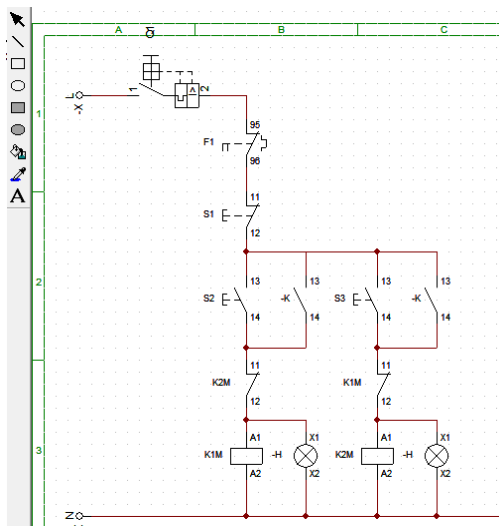 A B C
Q1
1 2
L
-X
1
95
F1
96
11
S1
12
2
13 13 13 13
S2 -K S3 -K
14 14 14 14
11 11
K2M K1M
12 12
3
A1 X1 A1 X1
K1M -H K2M -H
A2 X2 A2 X2
N
A